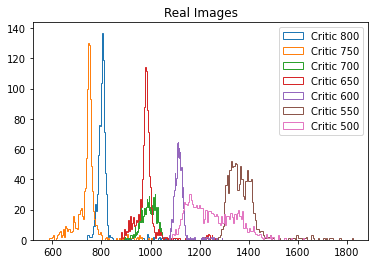 Real Images
140
120
100
80
60
40
20
0
600 800 1000 1200 1400 1600 1800
Critic 800
Critic 750
Critic 700
Critic 650
Critic 600
Critic 550
Critic 500